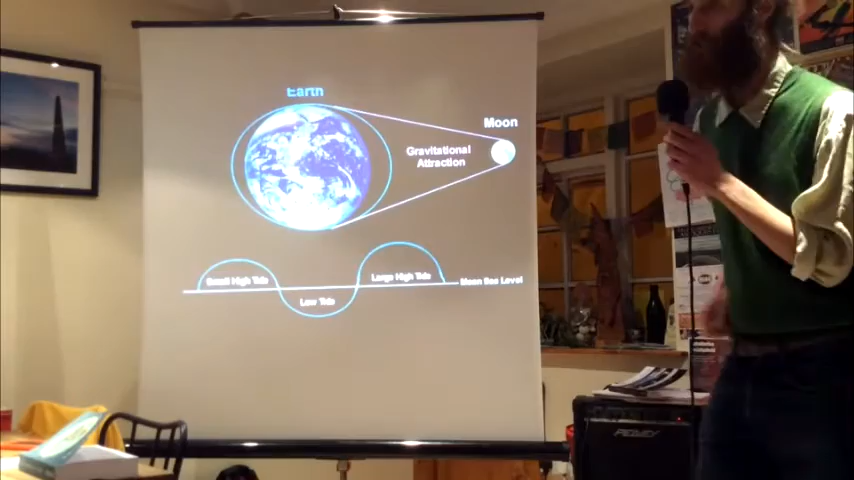 Earth
Moon
Gravitational
Attraction
Small High Tide
Large High Tide
Mean Sea Level
Low Tide
PEAVEY